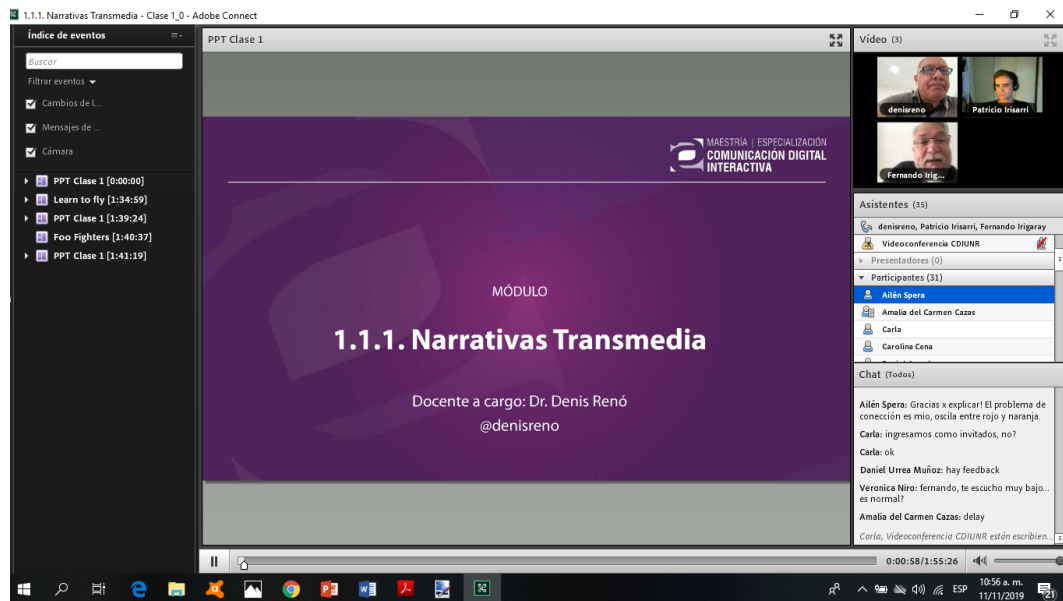 1.1.1. Narrativas Transmedia - Clase 1_0 - Adobe Connect
Índice de eventos
Buscar
Filtrar eventos
Cambios de l...
Mensajes de ...
Cámara
PPT Clase 1 [0:00:00]
Learn to fly [1:34:59]
PPT Clase 1 [1:39:24]
Foo Fighters [1:40:37]
PPT Clase 1 [1:41:19]
PPT Clase 1
MAESTRÍA | ESPECIALIZACIÓN
COMUNICACIÓN DIGITAL
INTERACTIVA
MÓDULO
1.1.1. Narrativas Transmedia
Docente a cargo: Dr. Denis Renó
@denisreno
Vídeo (3)
denisreno
Patricio Irisarri
Fernando Irig...
Asistentes (35)
denisreno, Patricio Irisarri, Fernando Irigaray
Videoconferencia CDIUNR
Presentadores (0)
Participantes (31)
Ailén Spera
Amalia del Carmen Cazas
Carla
Carolina Cena
Chat (Todos)
Ailén Spera: Gracias x explicar! El problema de
conección es mio, oscila entre rojo y naranja.
Carla: ingresamos como invitados, no?
Carla: ok
Daniel Urrea Muñoz: hay feedback
Veronica Niro: fernando, te escucho muy bajo...
es normal?
Amalia del Carmen Cazas: delay
Carla, Videoconferencia CDIUNR están escribien...
0:00:58/1:55:26
ESP
10:56 a. m.
11/11/2019
21